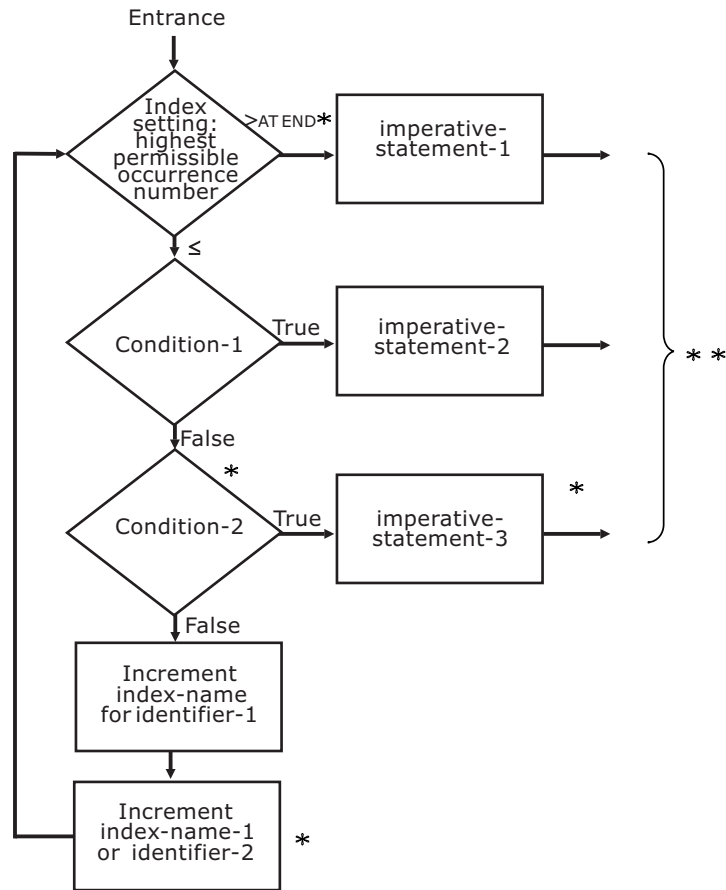 Entrance
Index
setting:
highest
permissible
occurrence
number
>AT END*
imperative-
statement-1
≤
Condition-1
True
imperative-
statement-2
* *
False
*
Condition-2
True
imperative-
statement-3
*
False
Increment
index-name
for identifier-1
Increment
index-name-1
or identifier-2
*